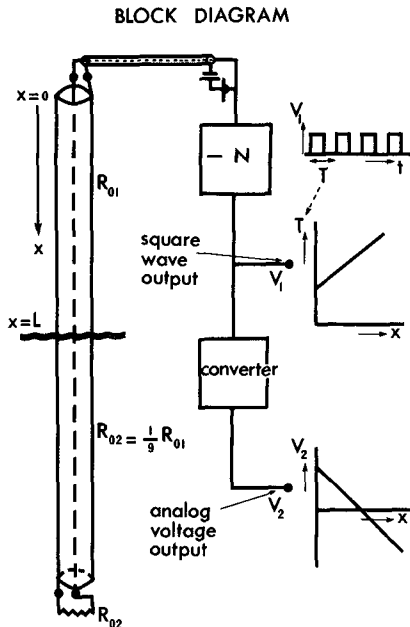 BLOCK DIAGRAM
x=0
R01
x
x=L
R02 = 1/9 R01
R02
-N
square
wave
output
V1
converter
analog
voltage
output
V2
V1
t
T
T
x
V2
x